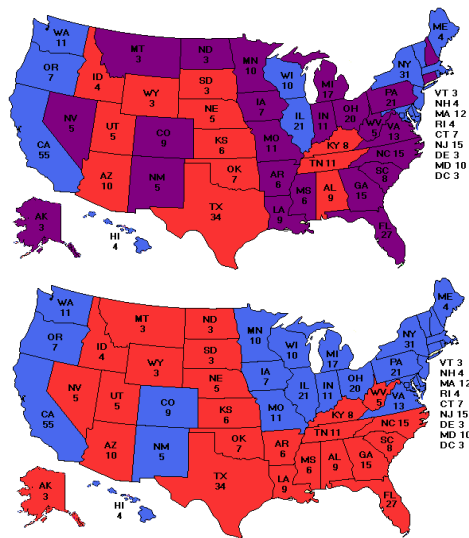 WA
11
OR
7
CA
55
NV
5
ID
4
MT
3
WY
3
UT
5
AZ
10
CO
9
NM
5
ND
3
SD
3
NE
5
KS
6
OK
7
TX
34
MN
10
IA
7
MO
11
AR
6
LA
9
WI
10
IL
21
MI
17
IN
11
OH
20
KY 8
TN 11
MS
6
AL
9
GA
15
FL
27
SC
8
NC 15
VA
13
WV
5
PA
21
NY
31
ME
4
VT 3
NH 4
MA 12
RI 4
CT 7
NJ 15
DE 3
MD 10
DC 3
AK
3
HI
4
WA
11
OR
7
CA
55
NV
5
ID
4
MT
3
WY
3
UT
5
AZ
10
CO
9
NM
5
ND
3
SD
3
NE
5
KS
6
OK
7
TX
34
MN
10
IA
7
MO
11
AR
6
LA
9
WI
10
IL
21
MI
17
IN
11
OH
20
KY 8
TN 11
MS
6
AL
9
GA
15
FL
27
SC
8
NC 15
VA
13
WV
5
PA
21
NY
31
ME
4
VT 3
NH 4
MA 12
RI 4
CT 7
NJ 15
DE 3
MD 10
DC 3
AK
3
HI
4